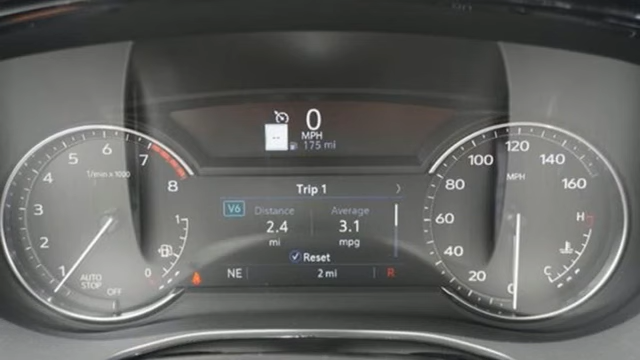 0
MPH
--
175 mi
1 2 3 4 5 6 7 8
1/min x 1000
AUTO
STOP
OFF
1
0
Trip 1
V6 Distance Average
2.4 3.1
mi mpg
Reset
NE 2 mi R
0 20 40 60 80 100 120 140 160
MPH
H
C